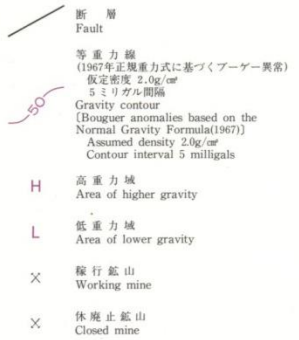 断層
Fault
等重力線
(1967年正規重力式に基づくブーゲー異常)
仮定密度 2.0g/cm³
5ミリガル間隔
50
Gravity contour
[Bouguer anomalies based on the
Normal Gravity Formula(1967)]
Assumed density 2.0g/cm³
Contour interval 5 milligals
H
高重力域
Area of higher gravity
L
低重力域
Area of lower gravity
稼行鉱山
Working mine
休廃止鉱山
Closed mine